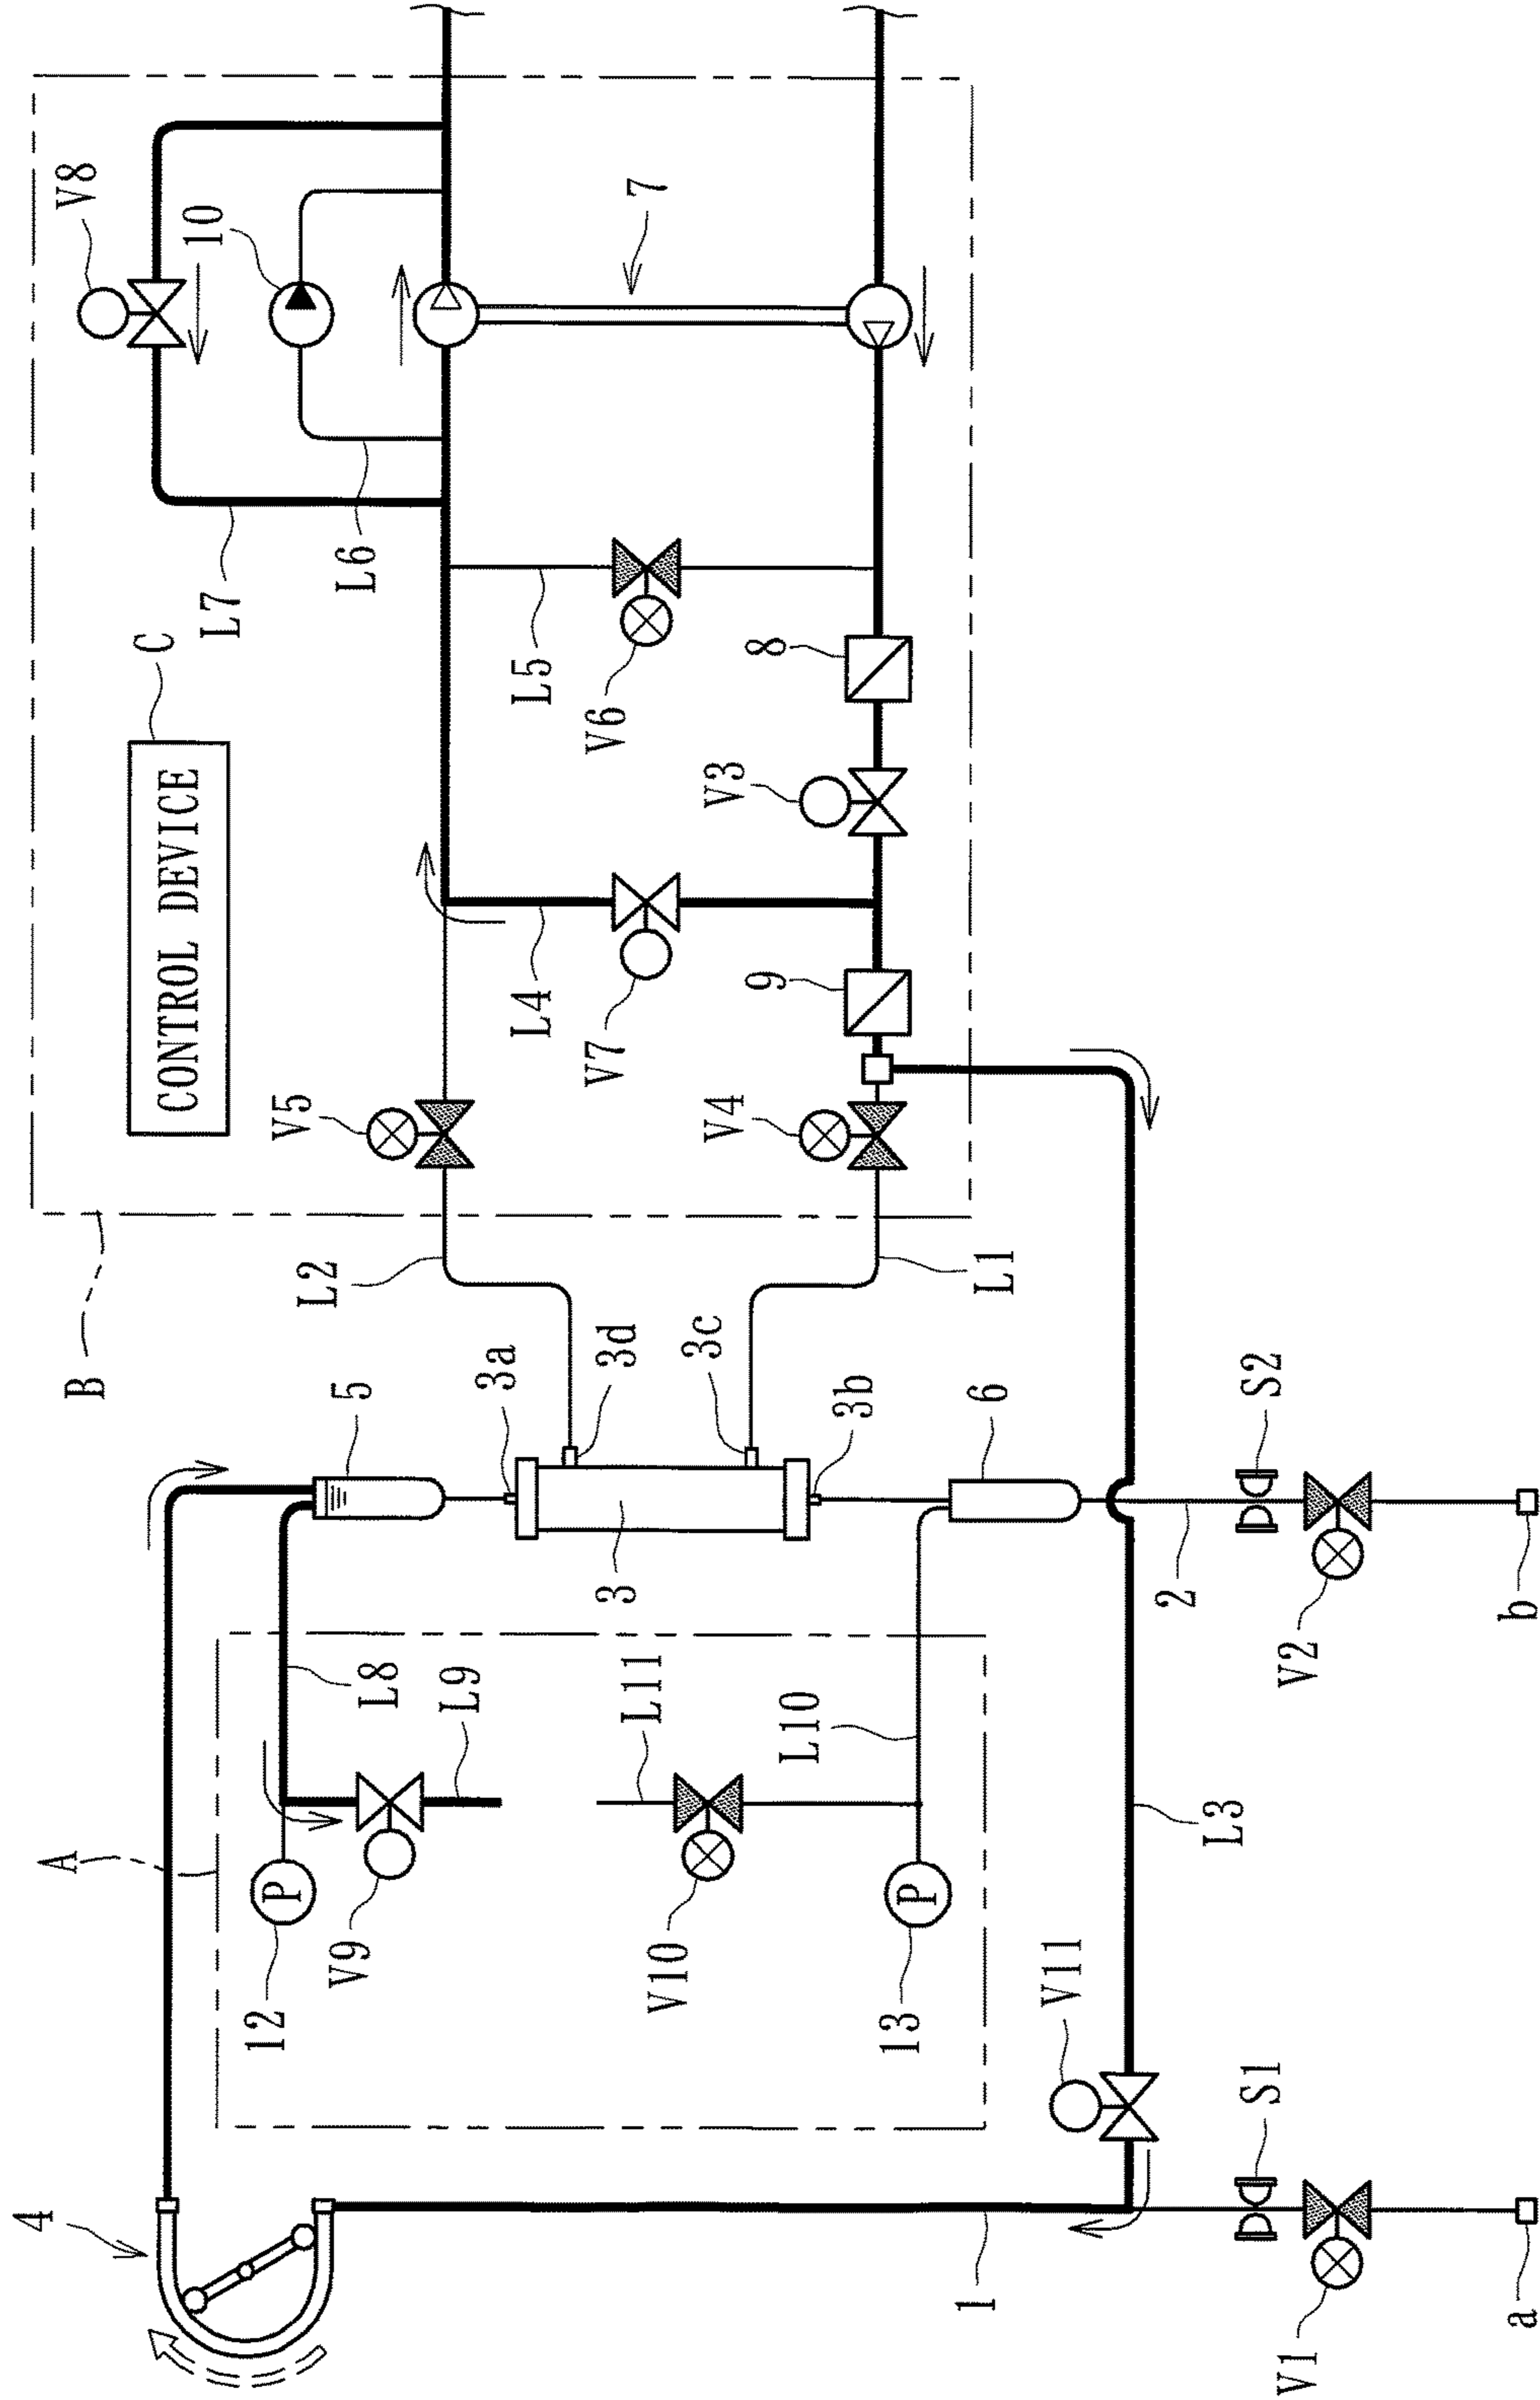 4
A
12
P
V9
L8
L9
L11
V10
L10
13
P
V11
L3
S1
1
V1
a
B
5
3a
3d
3c
3
3b
6
2
S2
V2
b
L2
L1
C
CONTROL DEVICE
V5
V4
L4
V7
9
V3
V6
L5
8
L7
L6
V8
10
7